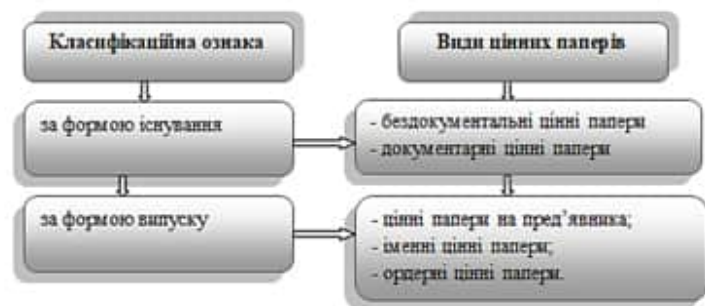 Класифікаційна ознака
Види цінних паперів
за формою існування
- бездокументальні цінні папери
- документарні цінні папери
за формою випуску
- цінні папери на пред’явника;
- іменні цінні папери;
- ордерні цінні папери.